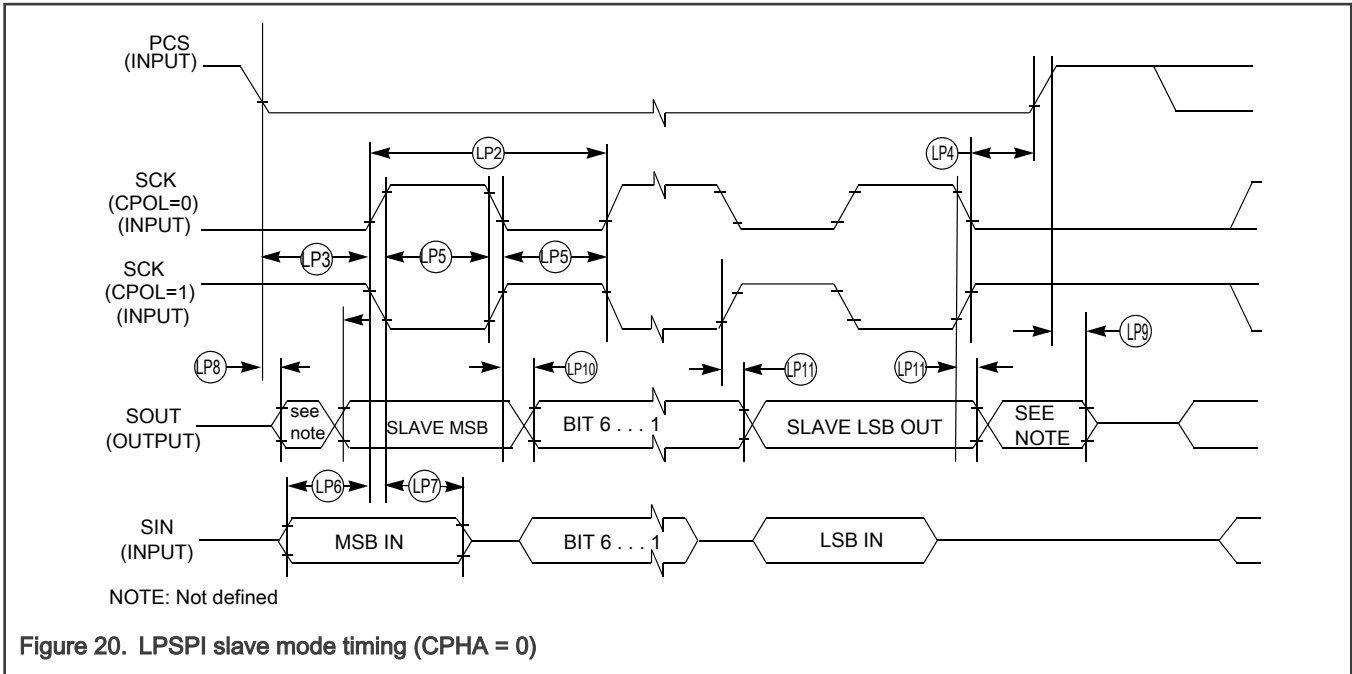 PCS
(INPUT)
LP2
LP4
SCK
(CPOL=0)
(INPUT)
LP3
LP5
LP5
SCK
(CPOL=1)
(INPUT)
LP8
LP10
LP11
LP11
LP9
SOUT
(OUTPUT)
see
note
SLAVE MSB
BIT 6 . . . 1
SLAVE LSB OUT
SEE
NOTE
LP6
LP7
SIN
(INPUT)
MSB IN
BIT 6 . . . 1
LSB IN
NOTE: Not defined
Figure 20. LPSPI slave mode timing (CPHA = 0)